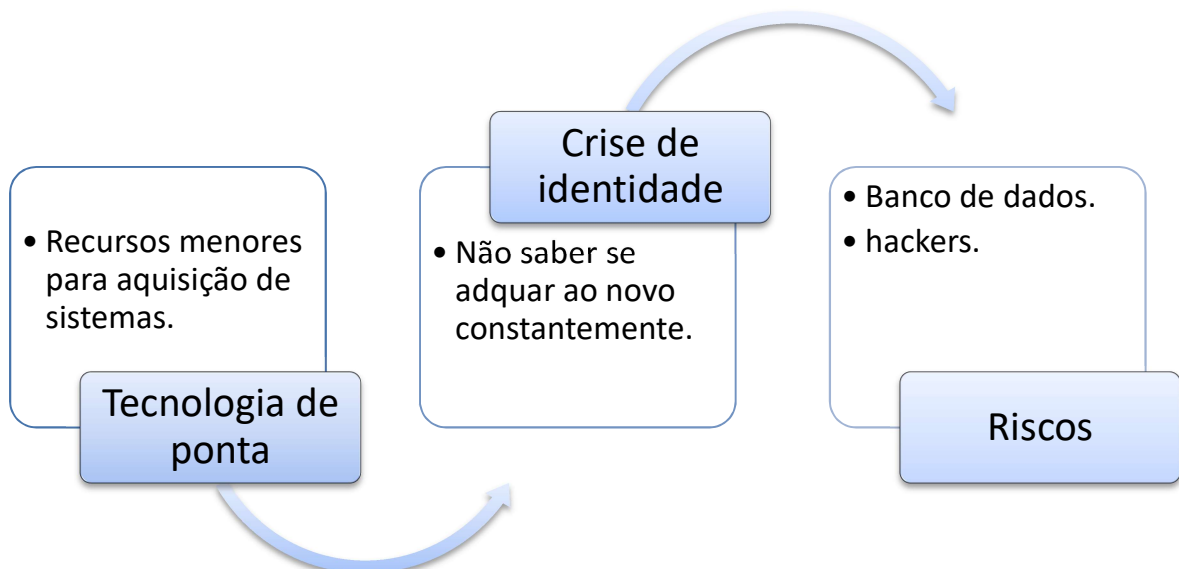 • Recursos menores
para aquisição de
sistemas.
Tecnologia de
ponta
Crise de
identidade
• Não saber se
adquar ao novo
constantemente.
• Banco de dados.
• hackers.
Riscos